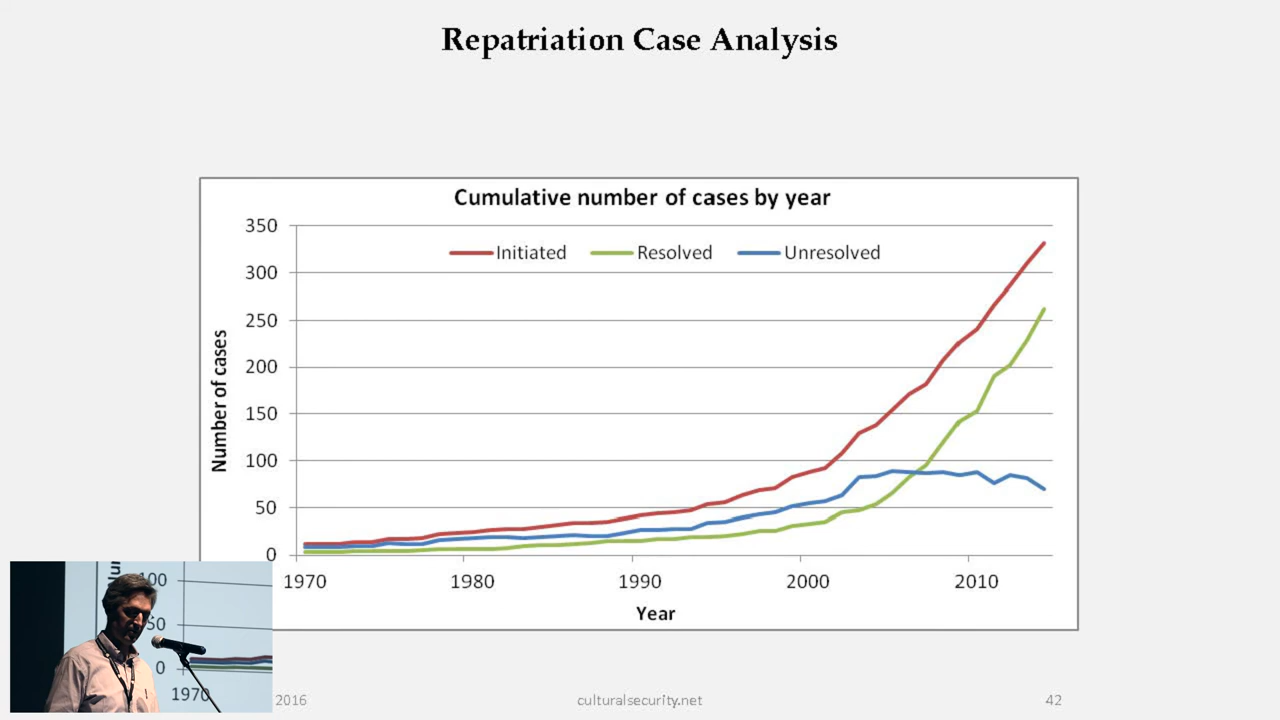 Repatriation Case Analysis
Cumulative number of cases by year
Initiated Resolved Unresolved
350
300
250
200
150
100
50
0
Number of cases
1970 1980 1990 2000 2010
Year
100
50
0
1970
2016 culturalsecurity.net 42